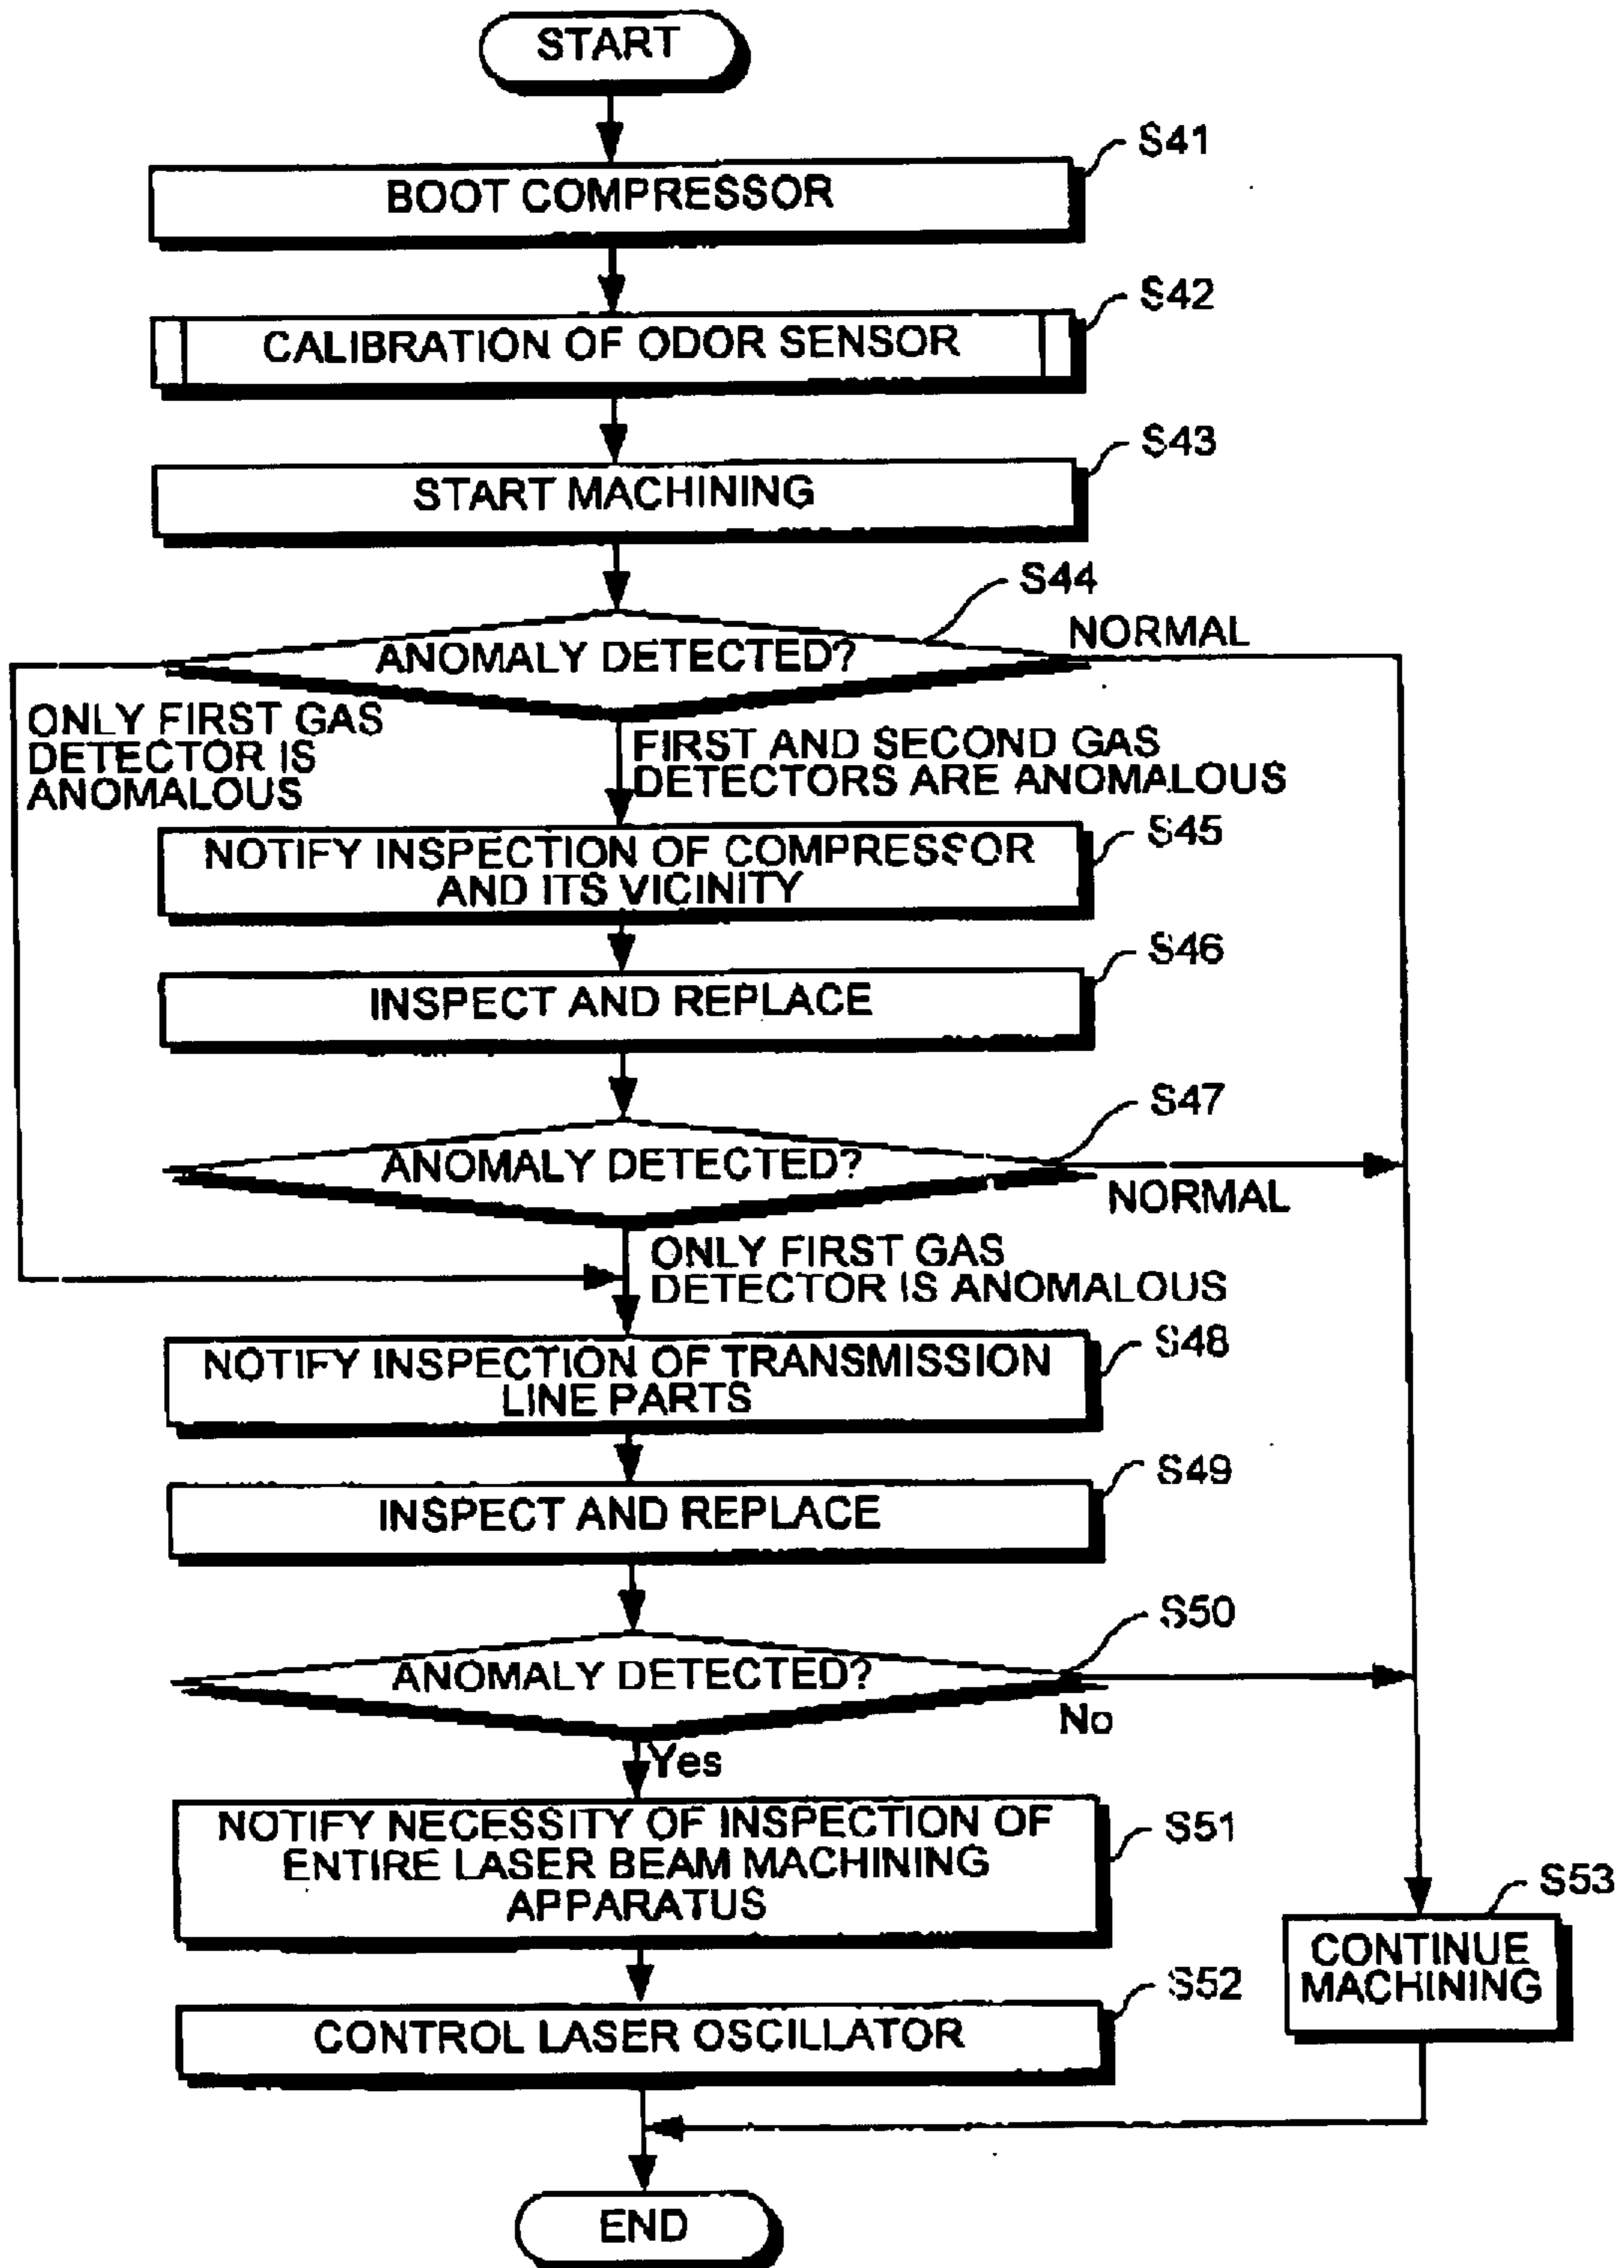 START
S41
BOOT COMPRESSOR
S42
CALIBRATION OF ODOR SENSOR
S43
START MACHINING
S44
ANOMALY DETECTED?
NORMAL
ONLY FIRST GAS
DETECTOR IS
ANOMALOUS
FIRST AND SECOND GAS
DETECTORS ARE ANOMALOUS
S45
NOTIFY INSPECTION OF COMPRESSOR
AND ITS VICINITY
S46
INSPECT AND REPLACE
S47
ANOMALY DETECTED?
NORMAL
ONLY FIRST GAS
DETECTOR IS ANOMALOUS
S48
NOTIFY INSPECTION OF TRANSMISSION
LINE PARTS
S49
INSPECT AND REPLACE
S50
ANOMALY DETECTED?
No
Yes
NOTIFY NECESSITY OF INSPECTION OF
ENTIRE LASER BEAM MACHINING
APPARATUS
S51
S53
CONTINUE
MACHINING
S52
CONTROL LASER OSCILLATOR
END